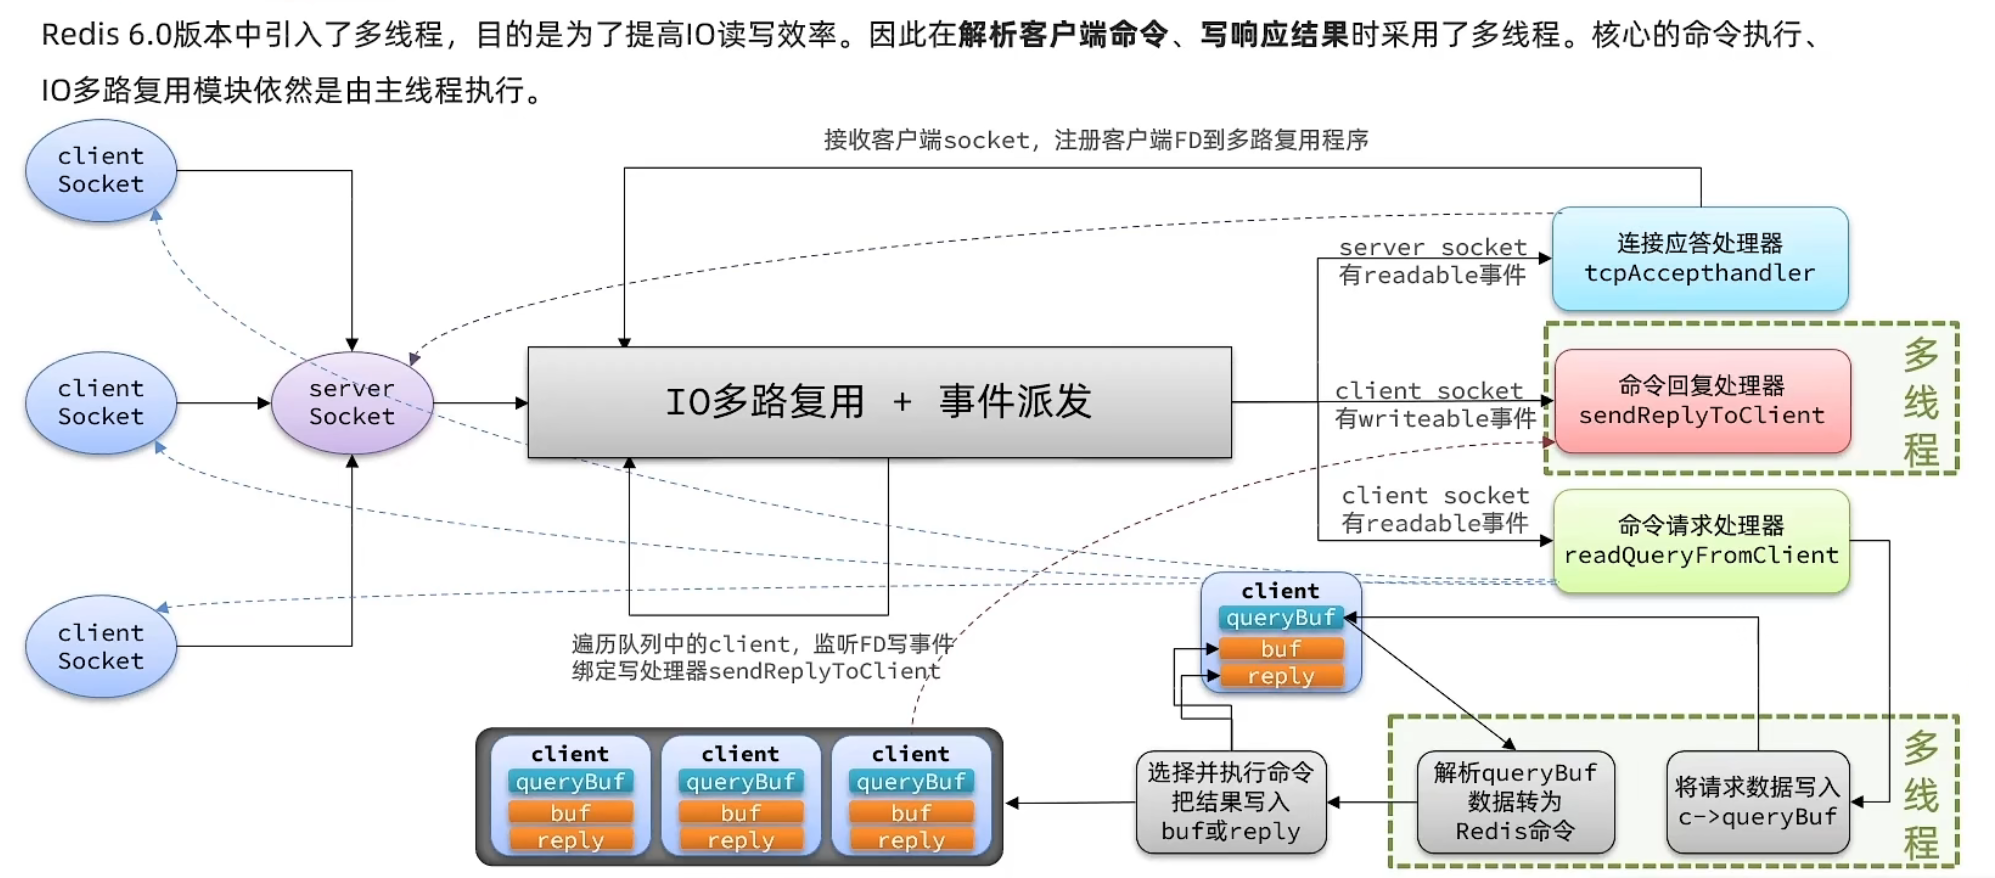 Redis 6.0版本中引入了多线程，目的是为了提高IO读写效率。因此在解析客户端命令、写响应结果时采用了多线程。核心的命令执行、
IO多路复用模块依然是由主线程执行。
接收客户端socket，注册客户端FD到多路复用程序
client
Socket
server socket
有readable事件
连接应答处理器
tcpAccepthandler
client
Socket
server
Socket
IO多路复用 + 事件派发
client socket
有writeable事件
命令回复处理器
sendReplyToClient
多
线
程
client socket
有readable事件
命令请求处理器
readQueryFromClient
client
Socket
遍历队列中的client，监听FD写事件
绑定写处理器sendReplyToClient
client
queryBuf
buf
reply
client
queryBuf
buf
reply
client
queryBuf
buf
reply
client
queryBuf
buf
reply
选择并执行命令
把结果写入
buf或reply
解析queryBuf
数据转为
Redis命令
将请求数据写入
c->queryBuf
多
线
程